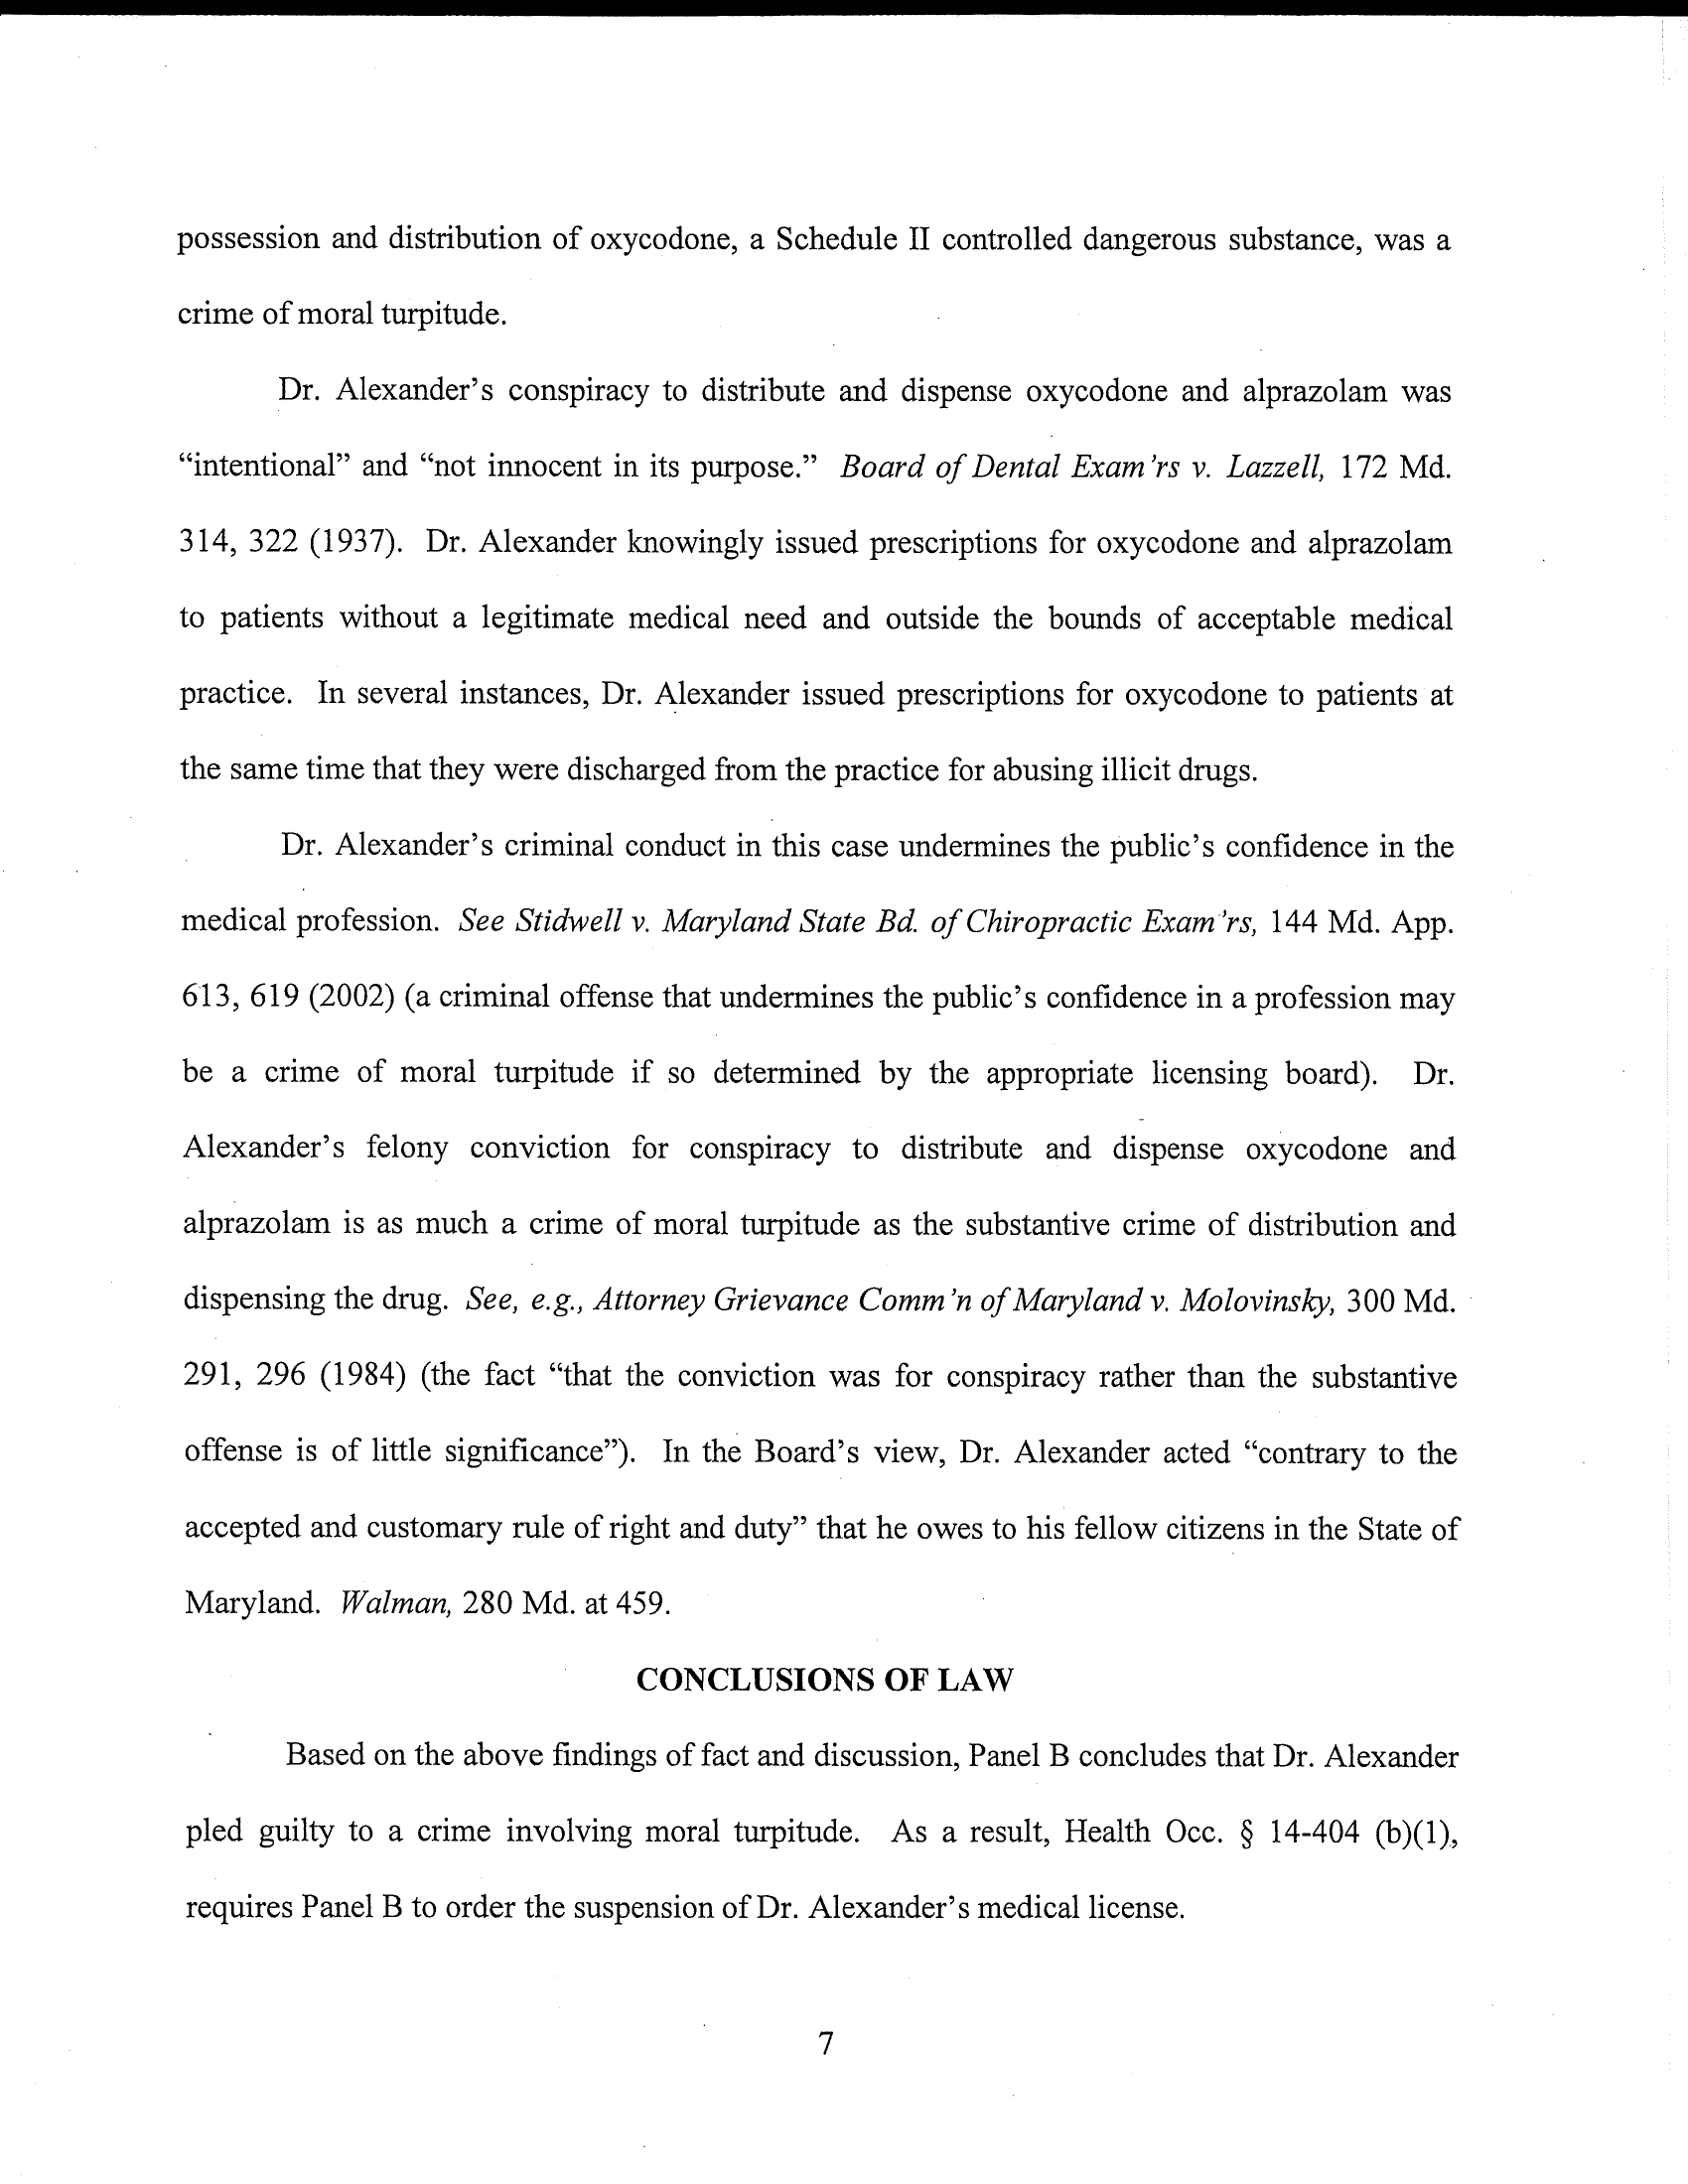 possession and distribution of oxycodone, a Schedule II controlled dangerous substance, was a
crime of moral turpitude.
Dr. Alexander’s conspiracy to distribute and dispense oxycodone and alprazolam was
“intentional” and “not innocent in its purpose.” Board of Dental Exam’rs v. Lazzell, 172 Md.
314, 322 (1937). Dr. Alexander knowingly issued prescriptions for oxycodone and alprazolam
to patients without a legitimate medical need and outside the bounds of acceptable medical
practice. In several instances, Dr. Alexander issued prescriptions for oxycodone to patients at
the same time that they were discharged from the practice for abusing illicit drugs.
Dr. Alexander’s criminal conduct in this case undermines the public’s confidence in the
medical profession. See Stidwell v. Maryland State Bd. of Chiropractic Exam’rs, 144 Md. App.
613, 619 (2002) (a criminal offense that undermines the public’s confidence in a profession may
be a crime of moral turpitude if so determined by the appropriate licensing board). Dr.
Alexander’s felony conviction for conspiracy to distribute and dispense oxycodone and
alprazolam is as much a crime of moral turpitude as the substantive crime of distribution and
dispensing the drug. See, e.g., Attorney Grievance Comm’n of Maryland v. Molovinsky, 300 Md.
291, 296 (1984) (the fact “that the conviction was for conspiracy rather than the substantive
offense is of little significance”). In the Board’s view, Dr. Alexander acted “contrary to the
accepted and customary rule of right and duty” that he owes to his fellow citizens in the State of
Maryland. Walman, 280 Md. at 459.
CONCLUSIONS OF LAW
Based on the above findings of fact and discussion, Panel B concludes that Dr. Alexander
pled guilty to a crime involving moral turpitude. As a result, Health Occ. § 14-404 (b)(1),
requires Panel B to order the suspension of Dr. Alexander’s medical license.
7